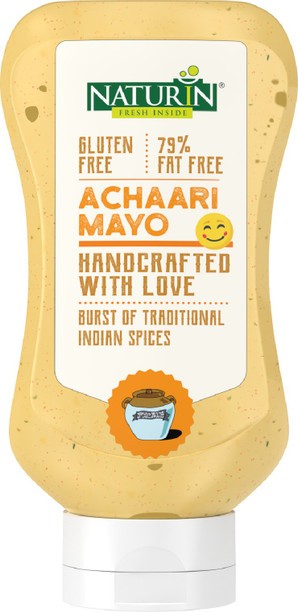 NATURIN®
FRESH INSIDE
GLUTEN FREE
79% FAT FREE
ACHAARI
MAYO
HANDCRAFTED
WITH LOVE
BURST OF TRADITIONAL
INDIAN SPICES